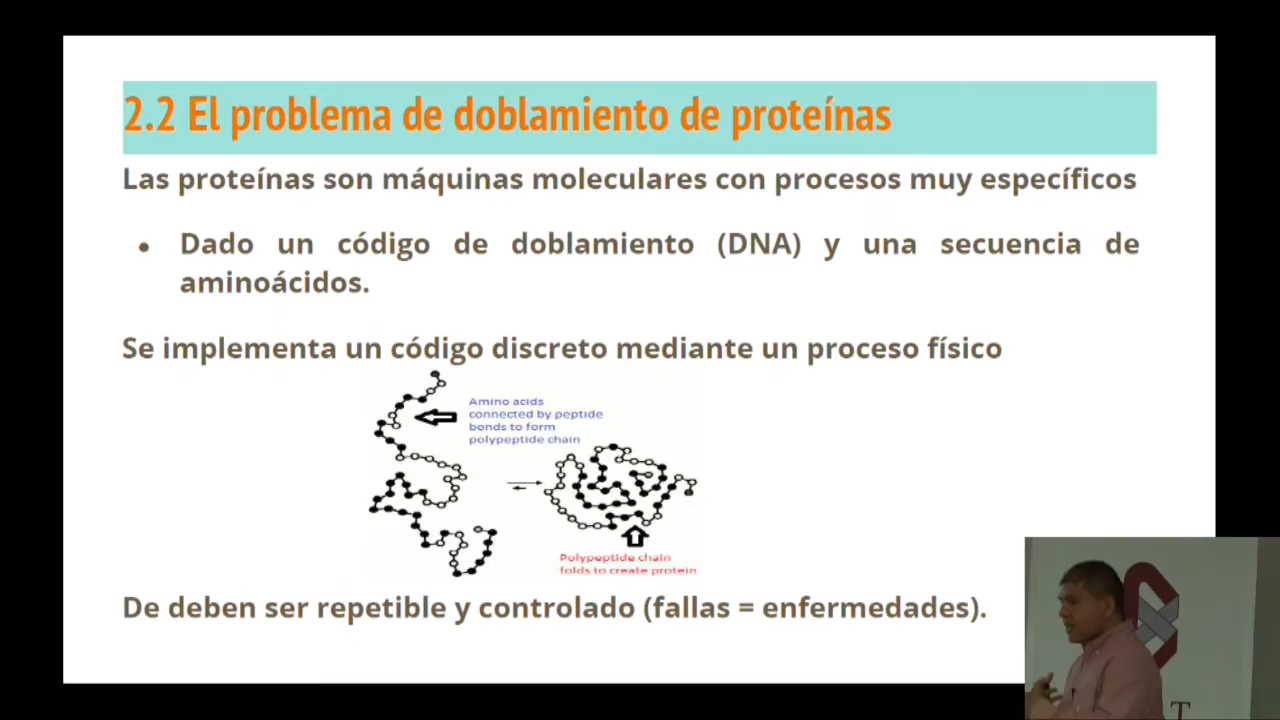 2.2 El problema de doblamiento de proteínas
Las proteínas son máquinas moleculares con procesos muy específicos
• Dado un código de doblamiento (DNA) y una secuencia de
aminoácidos.
Se implementa un código discreto mediante un proceso físico
Amino acids
connected by peptide
bonds to form
polypeptide chain
Polypeptide chain
folds to create protein
De deben ser repetible y controlado (fallas = enfermedades).
T